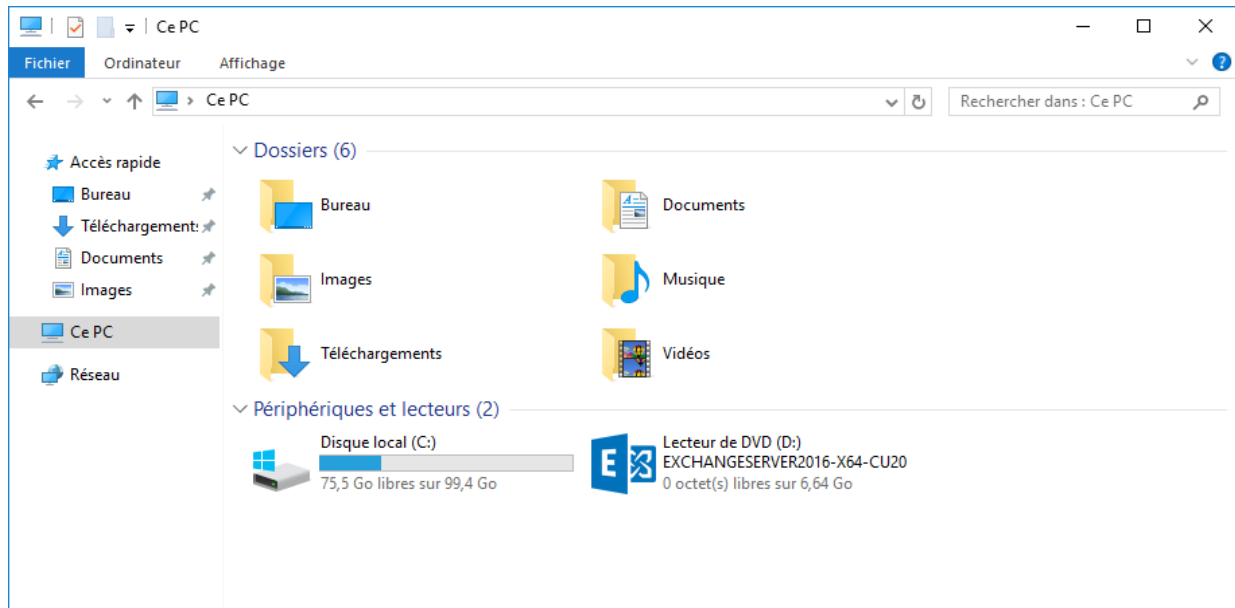 Ce PC
Fichier Ordinateur Affichage
Ce PC Rechercher dans : Ce PC
Accès rapide
Bureau
Téléchargements
Documents
Images
Ce PC
Réseau
Dossiers (6)
Bureau Documents
Images Musique
Téléchargements Vidéos
Périphériques et lecteurs (2)
Disque local (C:)
75,5 Go libres sur 99,4 Go
Lecteur de DVD (D:)
EXCHANGESERVER2016-X64-CU20
0 octet(s) libres sur 6,64 Go